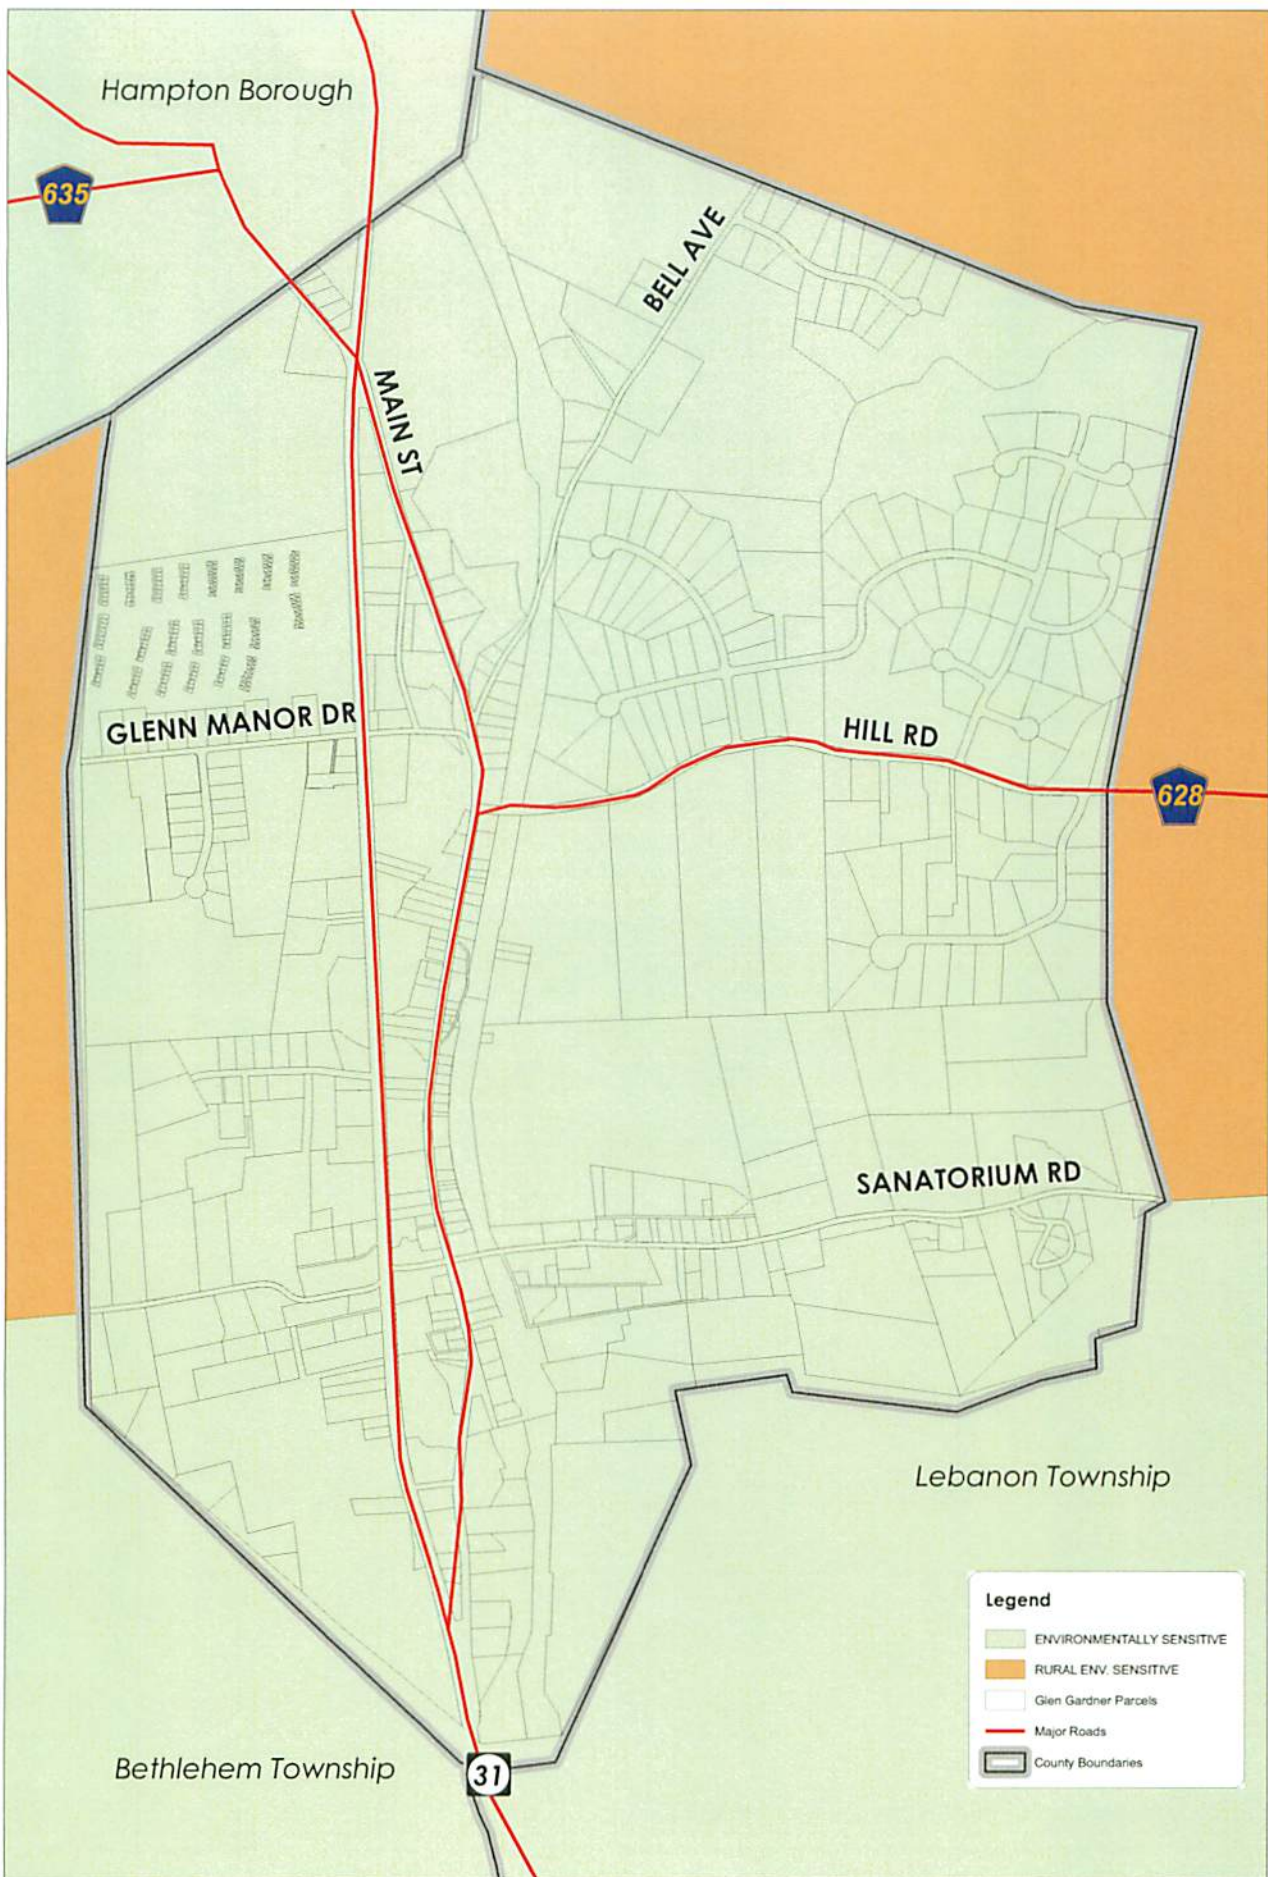 Hampton Borough
635
BELL AVE
MAIN ST
GLENN MANOR DR
HILL RD
628
SANATORIUM RD
Lebanon Township
Legend
ENVIRONMENTALLY SENSITIVE
RURAL ENV. SENSITIVE
Glen Gardner Parcels
Major Roads
County Boundaries
Bethlehem Township
31